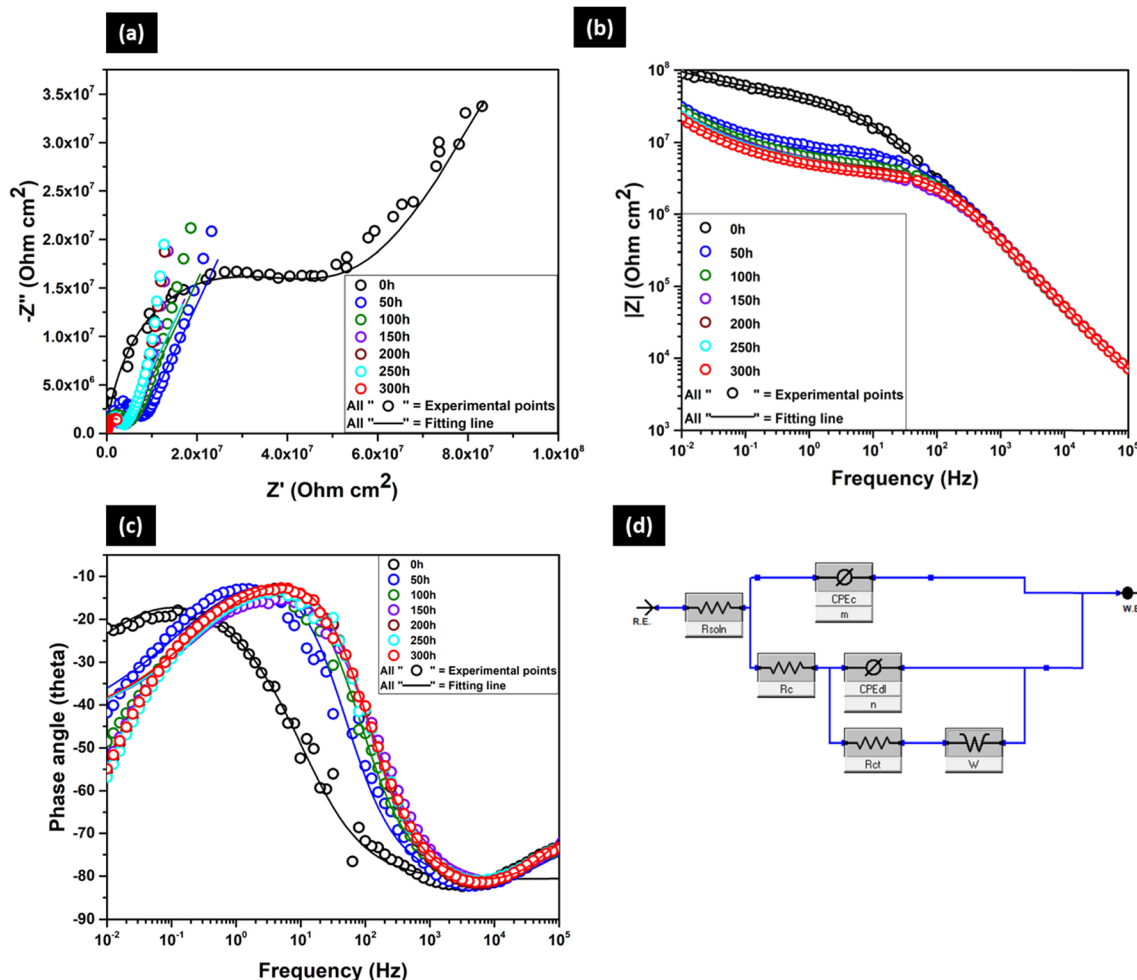 (a)
-Z'' (Ohm cm2)
3.5x10^7
3.0x10^7
2.5x10^7
2.0x10^7
1.5x10^7
1.0x10^7
5.0x10^6
0.0
0.0 2.0x10^7 4.0x10^7 6.0x10^7 8.0x10^7 1.0x10^8
Z' (Ohm cm2)
0h
50h
100h
150h
200h
250h
300h
All " O " = Experimental points
All "—" = Fitting line
(b)
|Z| (Ohm cm2)
10^8
10^7
10^6
10^5
10^4
10^3
10^-2 10^-1 10^0 10^1 10^2 10^3 10^4 10^5
Frequency (Hz)
0h
50h
100h
150h
200h
250h
300h
All " O " = Experimental points
All "—" = Fitting line
(c)
Phase angle (theta)
-10
-20
-30
-40
-50
-60
-70
-80
-90
10^-2 10^-1 10^0 10^1 10^2 10^3 10^4 10^5
Frequency (Hz)
0h
50h
100h
150h
200h
250h
300h
All " O " = Experimental points
All "—" = Fitting line
(d)
R.E.
Rsoln
CPEc
m
W.E
Rc
CPEdl
n
Rct
W